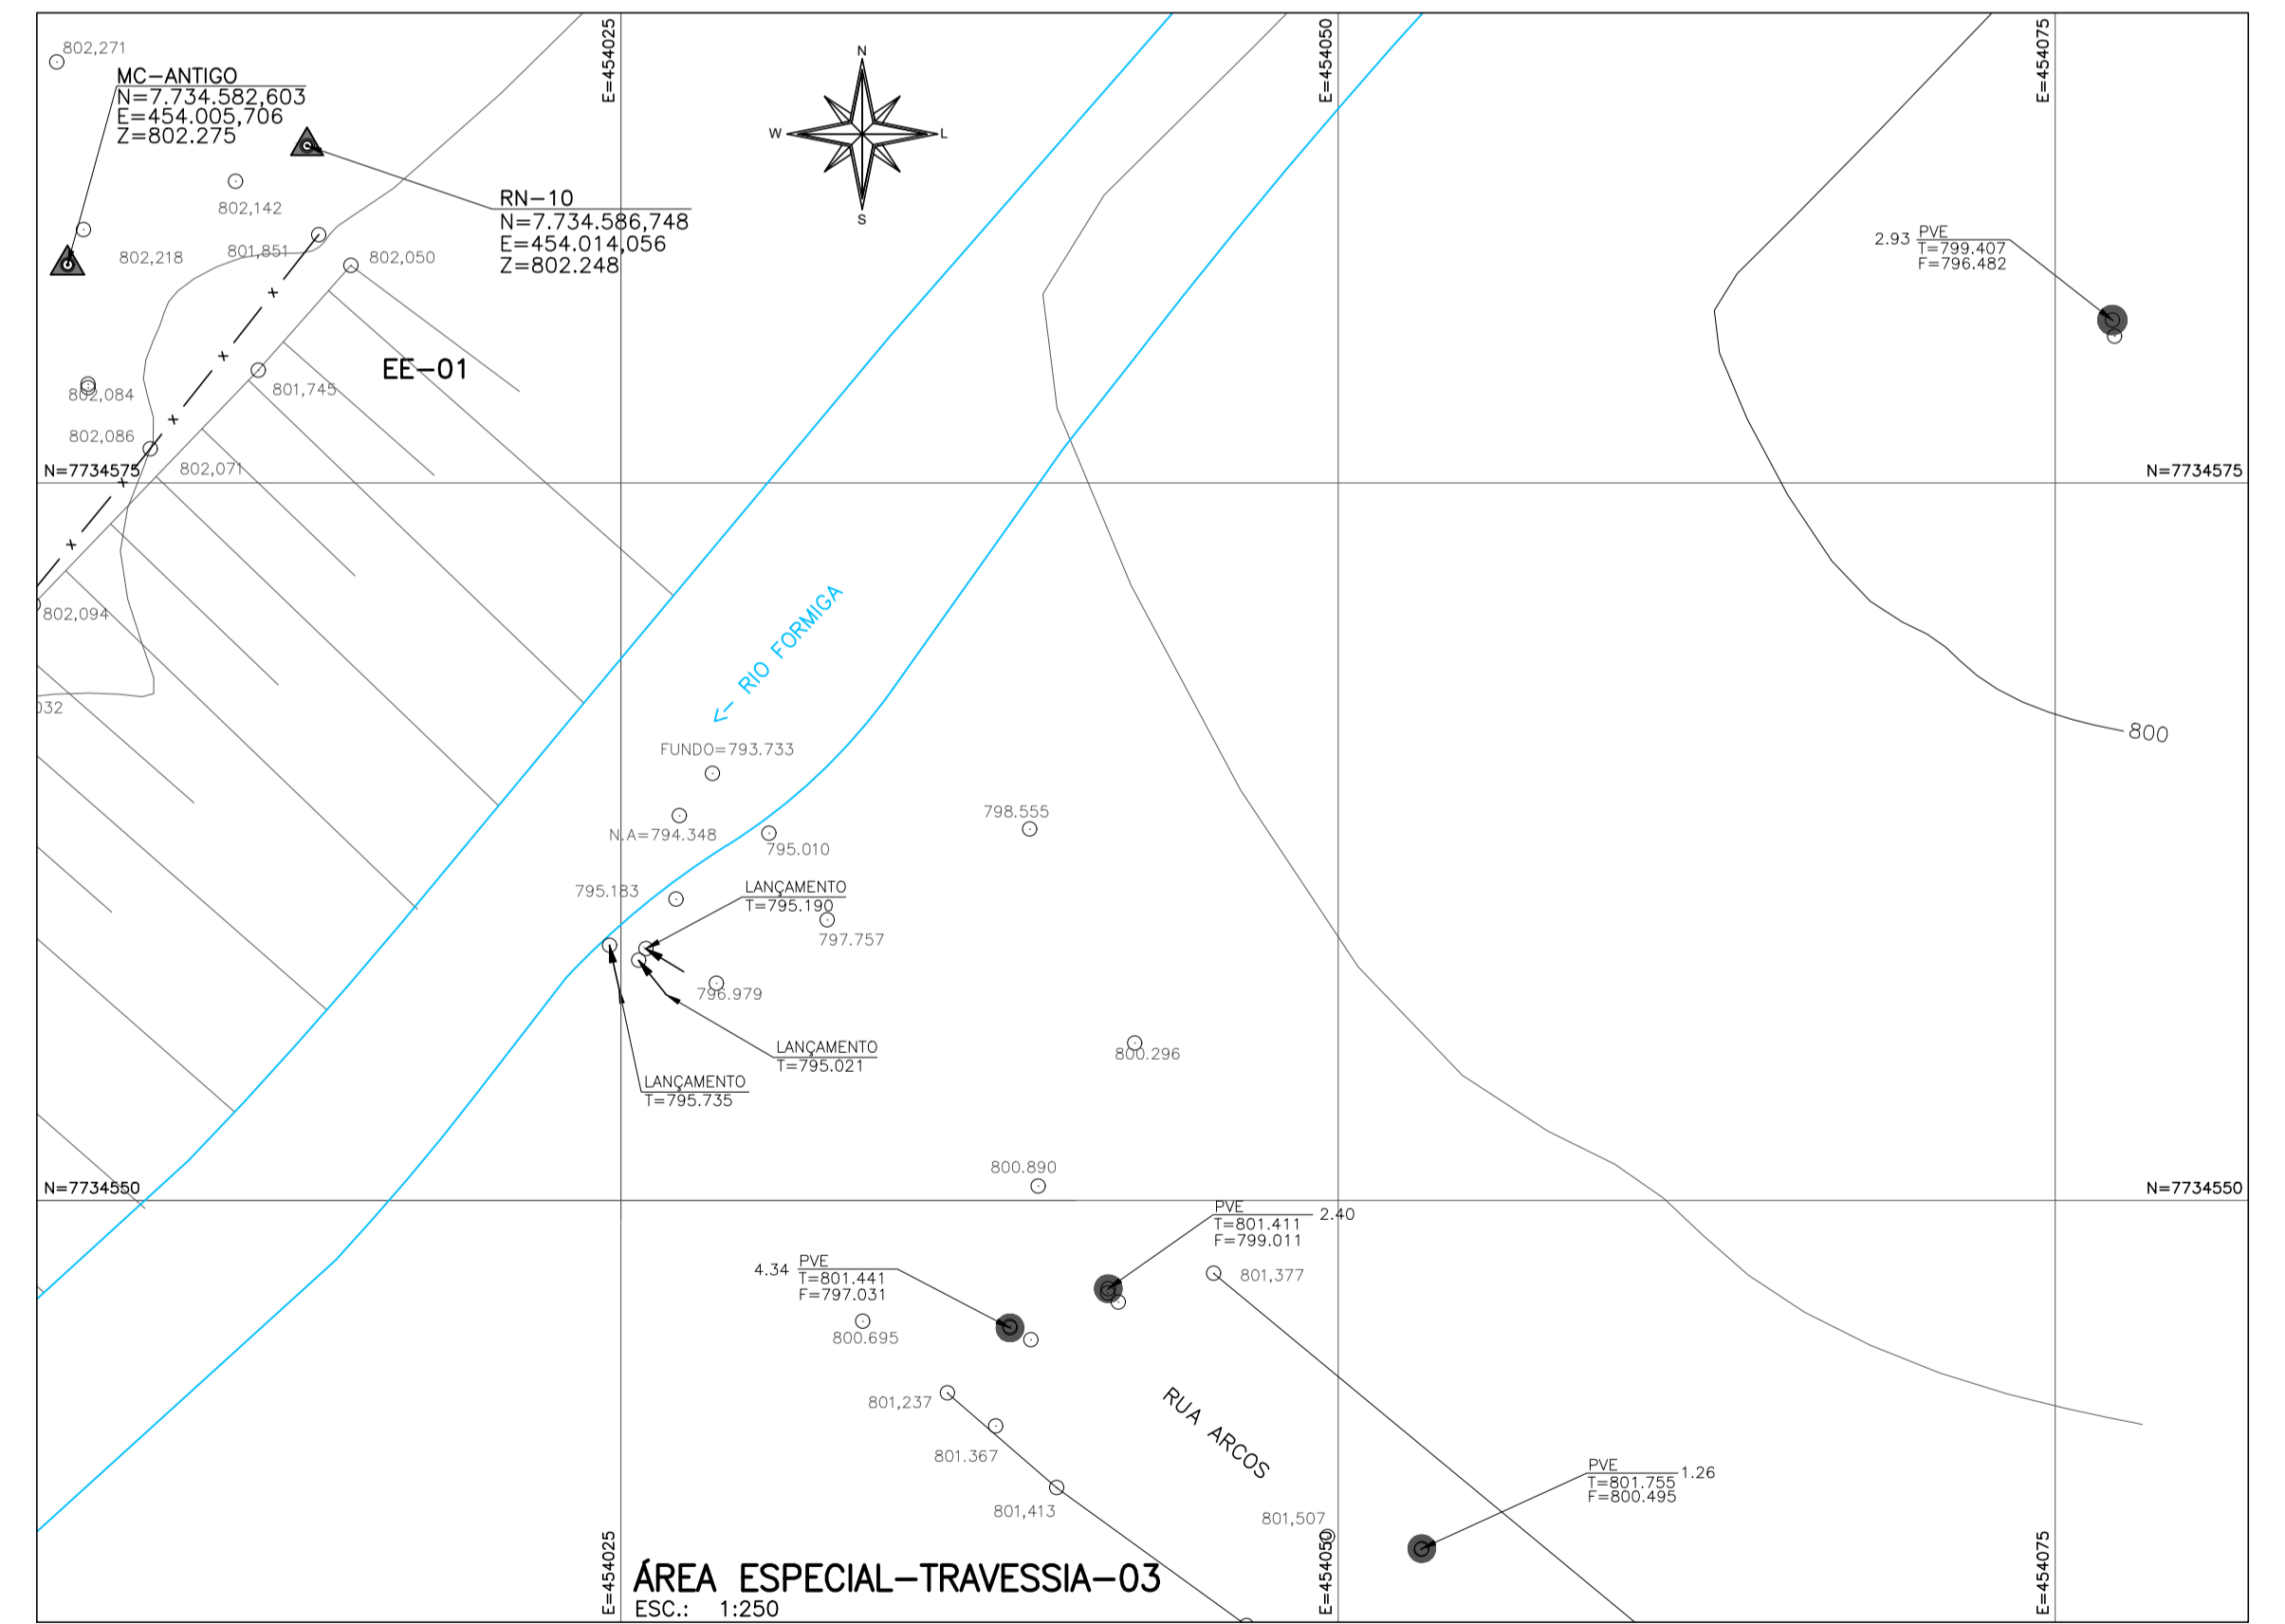 802,271
MC-ANTIGO
N=7.734.582,603
E=454.005,706
Z=802.275
E=454025
N
W
L
S
E=454050
E=454075
802,142
RN-10
N=7.734.586,748
E=454.014,056
Z=802.248
802,218
801,851
802,050
2.93
PVE
T=799.407
F=796.482
EE-01
802,084
801,745
802,086
802,071
N=7734575
N=7734575
802,094
032
<- RIO FORMIGA
800
FUNDO=793.733
N.A=794.348
795.010
798.555
795.183
LANÇAMENTO
T=795.190
797.757
796.979
LANÇAMENTO
T=795.021
LANÇAMENTO
T=795.735
800.296
800.890
N=7734550
N=7734550
PVE
T=801.411
F=799.011
2.40
4.34
PVE
T=801.441
F=797.031
801,377
800.695
801,237
801.367
801,413
RUA ARCOS
801,507
PVE
T=801.755
F=800.495
1.26
E=454025
E=454050
E=454075
ÁREA ESPECIAL-TRAVESSIA-03
ESC.: 1:250